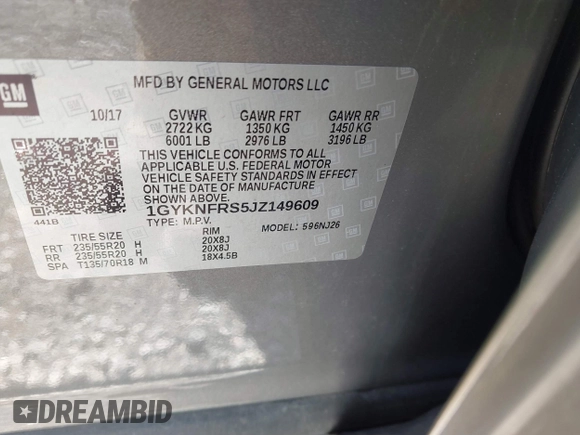 GM
MFD BY GENERAL MOTORS LLC
10/17 GVWR GAWR FRT GAWR RR
2722 KG 1350 KG 1450 KG
6001 LB 2976 LB 3196 LB
THIS VEHICLE CONFORMS TO ALL
APPLICABLE U.S. FEDERAL MOTOR
VEHICLE SAFETY STANDARDS IN EFFECT
ON THE DATE OF MANUFACTURE
SHOWN ABOVE.
1GYKNFRS5JZ149609
441B TYPE: M.P.V. MODEL: 596NJ26
TIRE SIZE RIM
FRT 235/55R20 H 20X8J
RR 235/55R20 H 20X8J
SPA T135/70R18 M 18X4.5B
DREAMBID